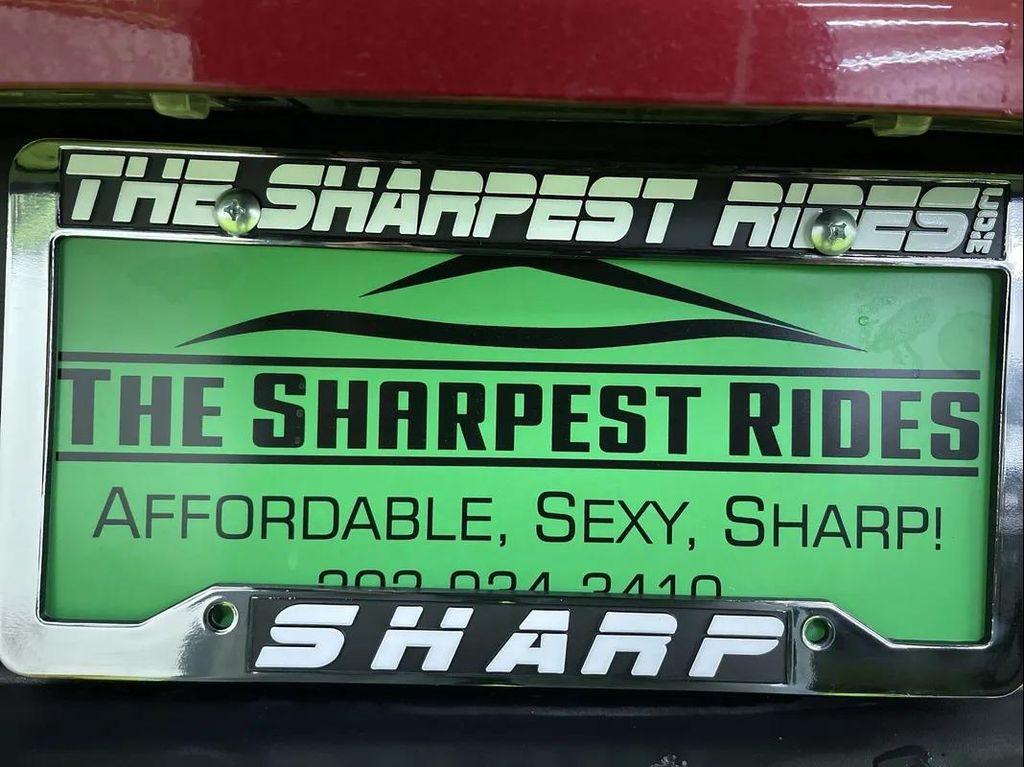 THE SHARPEST RIDES.COM
THE SHARPEST RIDES
AFFORDABLE, SEXY, SHARP!
SHARP